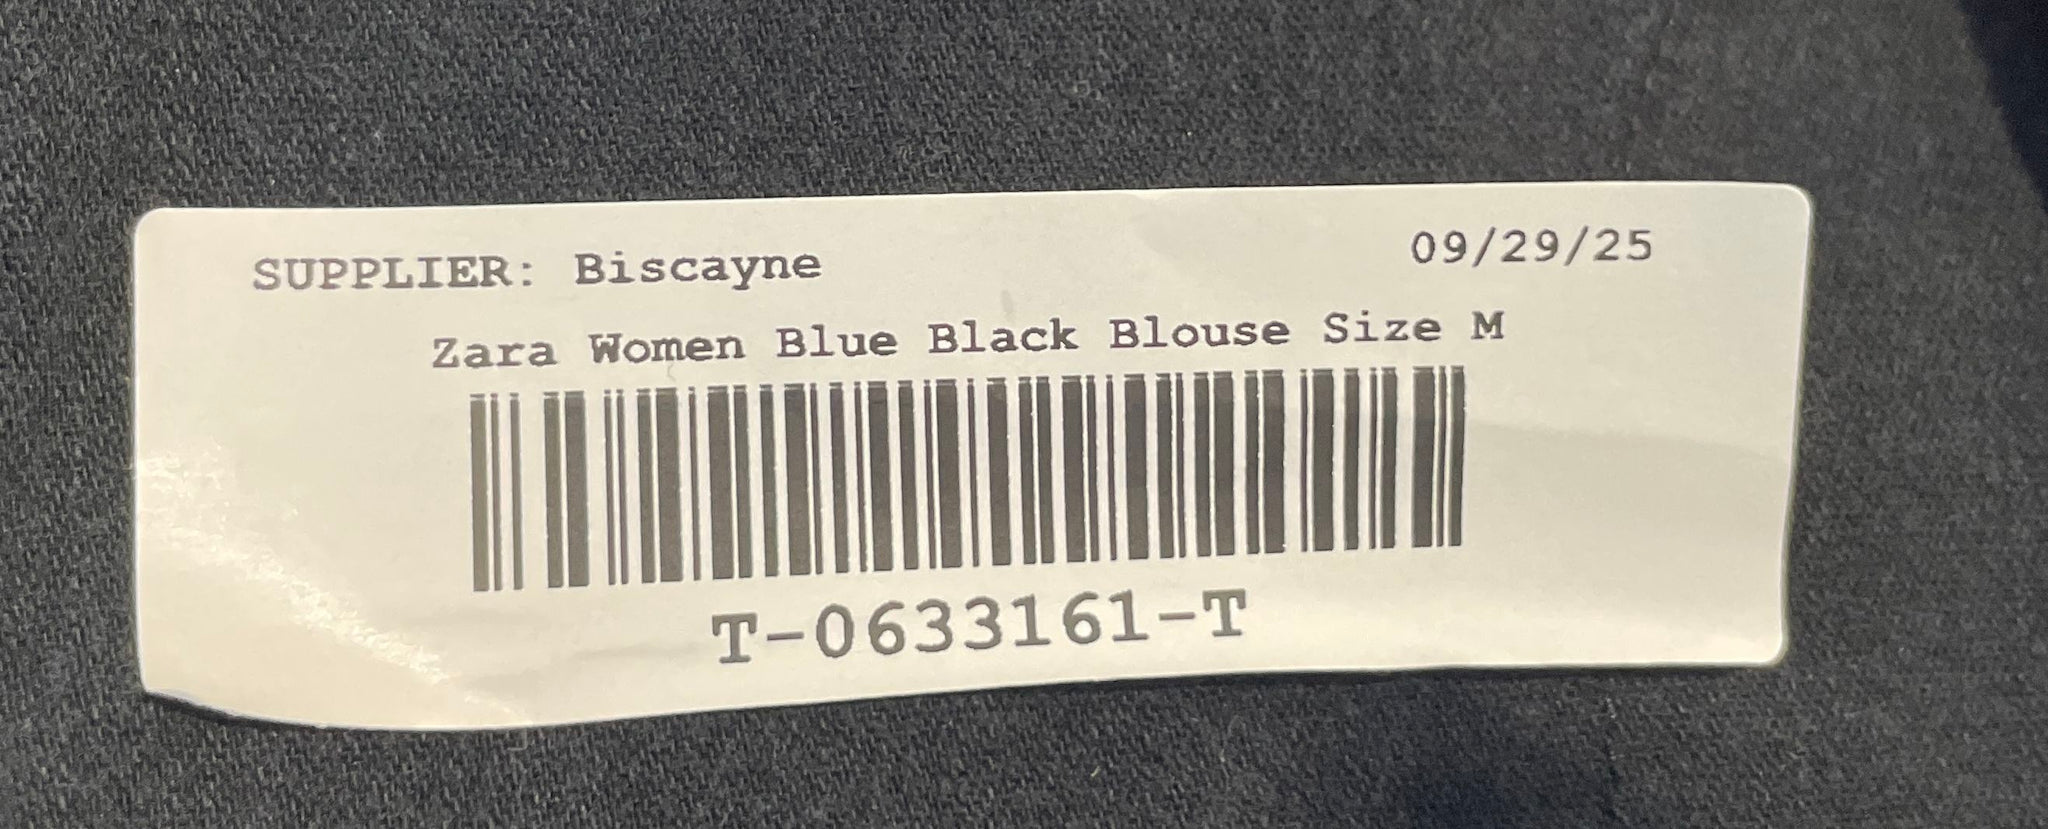 SUPPLIER: Biscayne 09/29/25
Zara Women Blue Black Blouse Size M
T-0633161-T